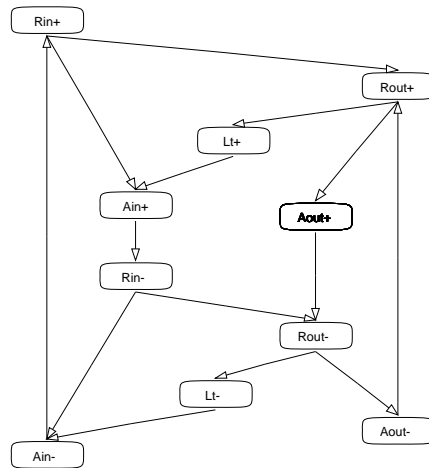 Rin+
Rout+
Lt+
Ain+
Aout+
Rin-
Rout-
Lt-
Aout-
Ain-